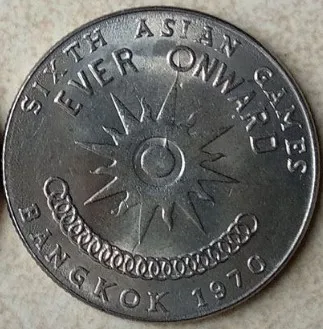 SIXTH ASIAN GAMES
EVER ONWARD
BANGKOK 1970